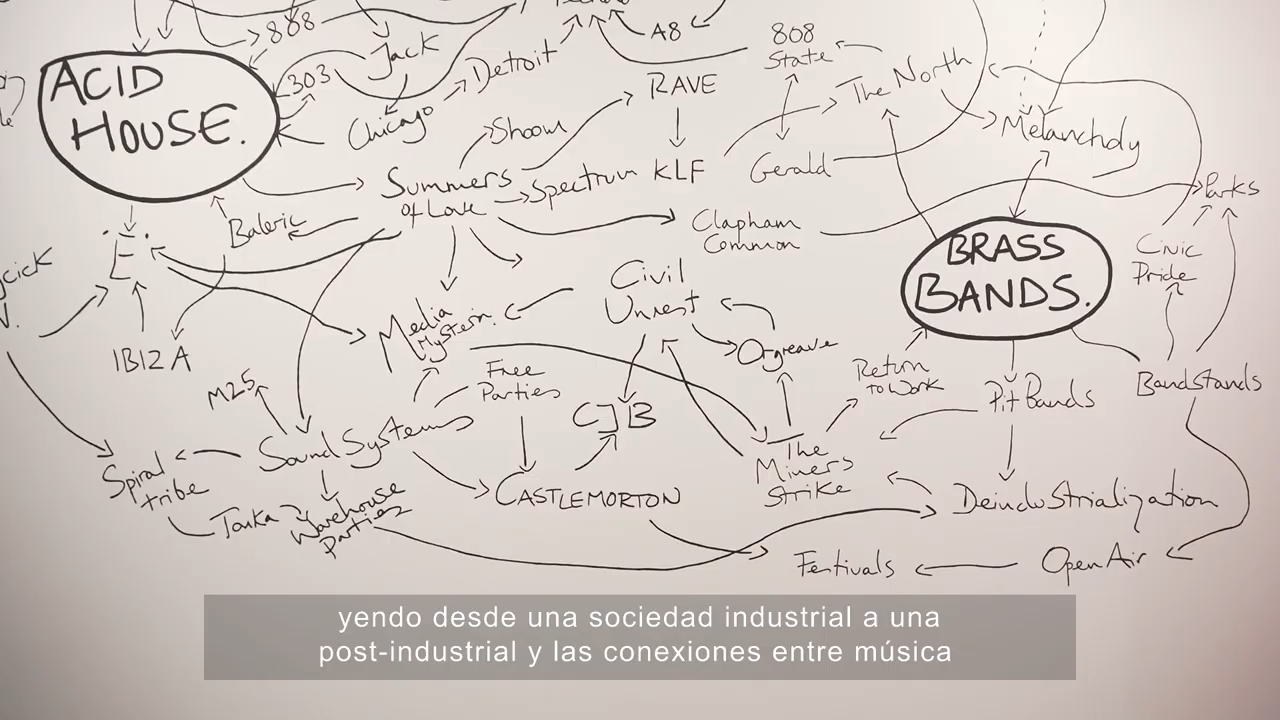 A8
808
State
808
Jack
ACID
HOUSE.
303
Detroit
RAVE
The North
Chicago
Shoom
Melancholy
Summers
of Love
Spectrum
KLF
Gerald
Parks
Baleric
Clapham
Common
BRASS
BANDS.
Civic
Pride
.E.
Civil
Unrest
Media
Hysteria.
Orgreave
IBIZA
Free
Parties
Return
to Work
Pit Bands
Bandstands
M25
CJB
Sound Systems
The
Miners
Strike
Spiral
tribe
CASTLEMORTON
Deindustrialization
Tonka
Warehouse
Parties
Festivals
Open Air
yendo desde una sociedad industrial a una
post-industrial y las conexiones entre música